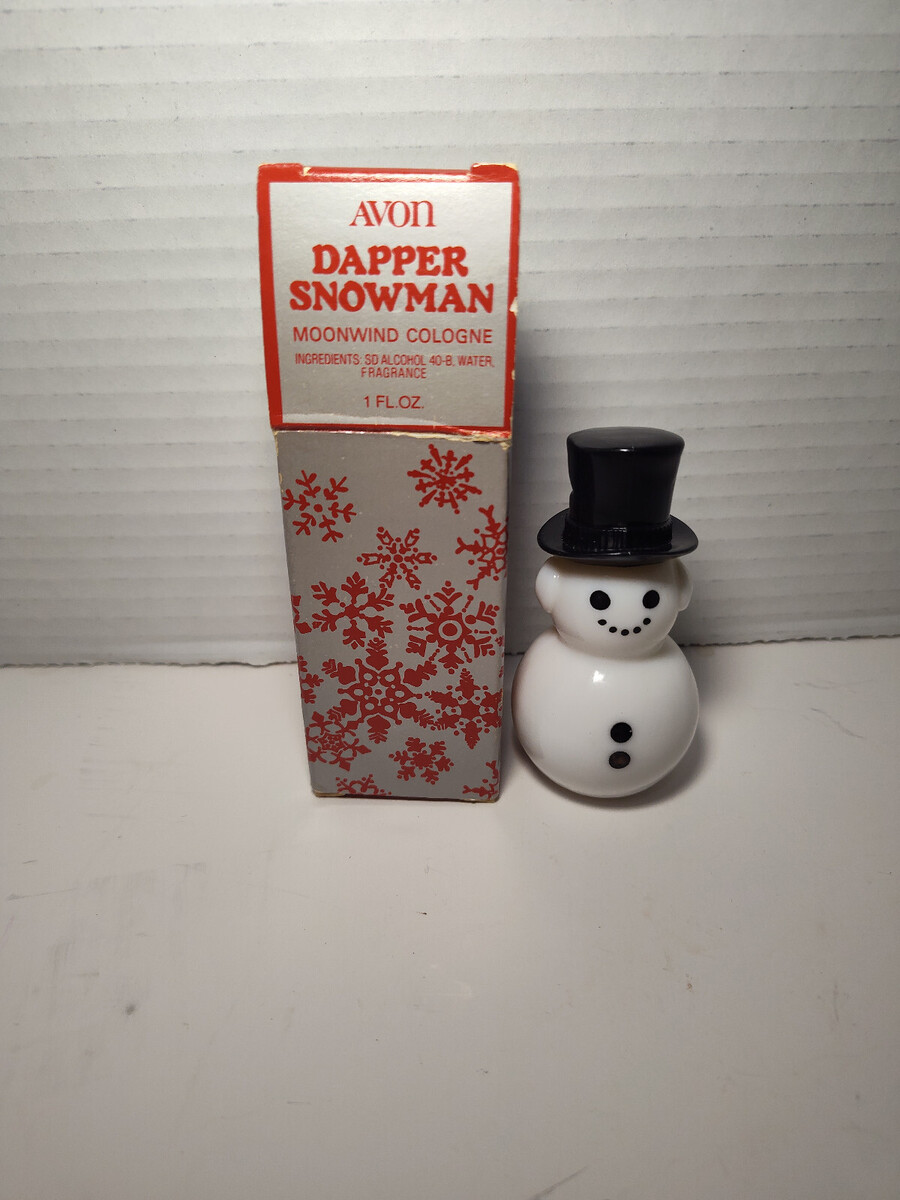 AVON
DAPPER
SNOWMAN
MOONWIND COLOGNE
INGREDIENTS: SD ALCOHOL 40-B, WATER,
FRAGRANCE
1 FL.OZ.